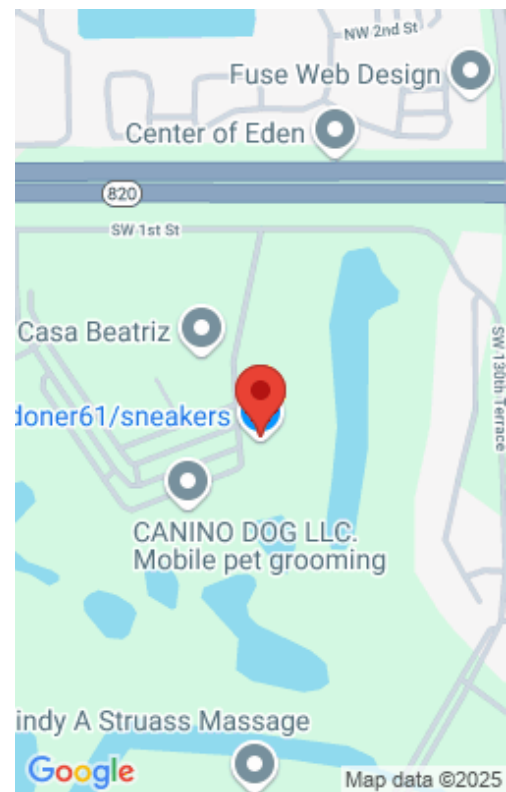 NW 2nd St
Fuse Web Design
Center of Eden
820
SW 1st St
Casa Beatriz
SW 130th Terrace
doner61/sneakers
CANINO DOG LLC.
Mobile pet grooming
indy A Struass Massage
Google
Map data ©2025